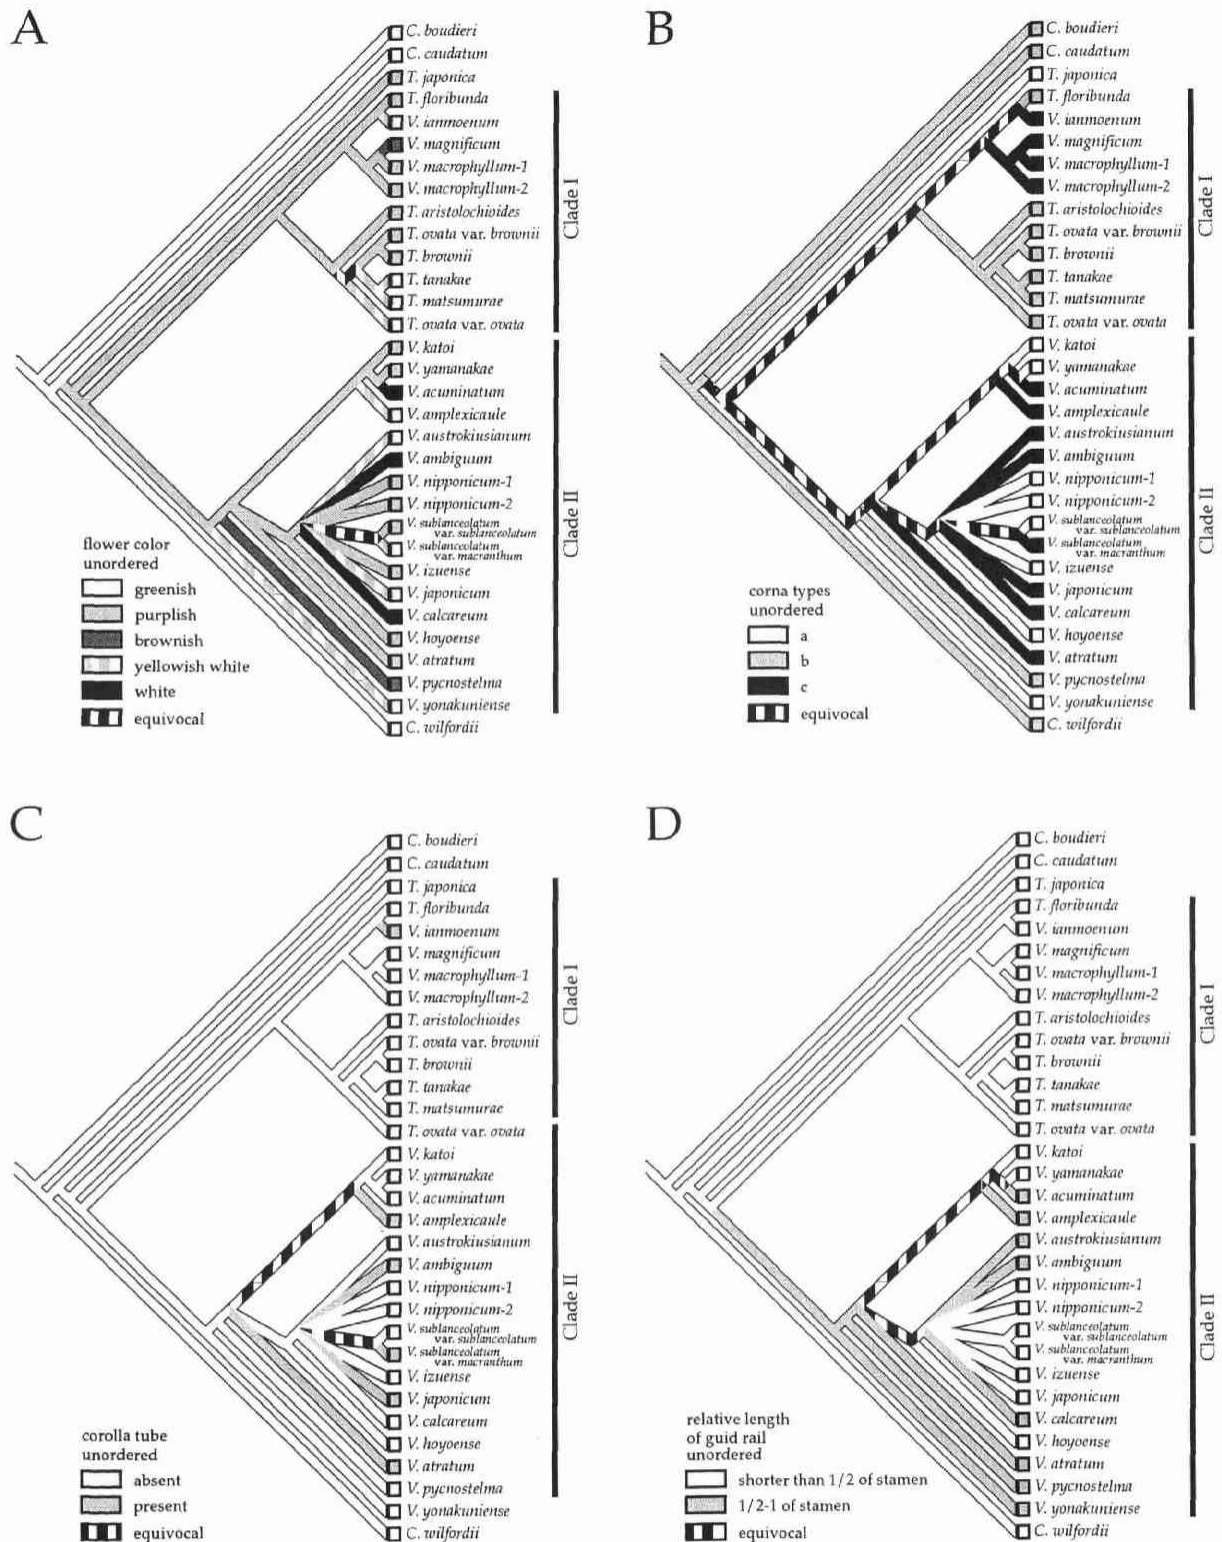 A
C. boudieri
C. caudatum
T. japonica
T. floribunda
V. ianmoenum
V. magnificum
V. macrophyllum-1
V. macrophyllum-2
T. aristolochioides
T. ovata var. brownii
T. brownii
T. tanakae
T. matsumurae
T. ovata var. ovata
V. katoi
V. yamanakae
V. acuminatum
V. amplexicaule
V. austrokiusianum
V. ambiguum
V. nipponicum-1
V. nipponicum-2
V. sublanceolatum
var. sublanceolatum
V. sublanceolatum
var. macranthum
V. izuense
V. japonicum
V. calcareum
V. hoyoense
V. atratum
V. pycnostelma
V. yonakuniense
C. wilfordii
Clade I
Clade II
flower color
unordered
greenish
purplish
brownish
yellowish white
white
equivocal
B
C. boudieri
C. caudatum
T. japonica
T. floribunda
V. ianmoenum
V. magnificum
V. macrophyllum-1
V. macrophyllum-2
T. aristolochioides
T. ovata var. brownii
T. brownii
T. tanakae
T. matsumurae
T. ovata var. ovata
V. katoi
V. yamanakae
V. acuminatum
V. amplexicaule
V. austrokiusianum
V. ambiguum
V. nipponicum-1
V. nipponicum-2
V. sublanceolatum
var. sublanceolatum
V. sublanceolatum
var. macranthum
V. izuense
V. japonicum
V. calcareum
V. hoyoense
V. atratum
V. pycnostelma
V. yonakuniense
C. wilfordii
Clade I
Clade II
corna types
unordered
a
b
c
equivocal
C
C. boudieri
C. caudatum
T. japonica
T. floribunda
V. ianmoenum
V. magnificum
V. macrophyllum-1
V. macrophyllum-2
T. aristolochioides
T. ovata var. brownii
T. brownii
T. tanakae
T. matsumurae
T. ovata var. ovata
V. katoi
V. yamanakae
V. acuminatum
V. amplexicaule
V. austrokiusianum
V. ambiguum
V. nipponicum-1
V. nipponicum-2
V. sublanceolatum
var. sublanceolatum
V. sublanceolatum
var. macranthum
V. izuense
V. japonicum
V. calcareum
V. hoyoense
V. atratum
V. pycnostelma
V. yonakuniense
C. wilfordii
Clade I
Clade II
corolla tube
unordered
absent
present
equivocal
D
C. boudieri
C. caudatum
T. japonica
T. floribunda
V. ianmoenum
V. magnificum
V. macrophyllum-1
V. macrophyllum-2
T. aristolochioides
T. ovata var. brownii
T. brownii
T. tanakae
T. matsumurae
T. ovata var. ovata
V. katoi
V. yamanakae
V. acuminatum
V. amplexicaule
V. austrokiusianum
V. ambiguum
V. nipponicum-1
V. nipponicum-2
V. sublanceolatum
var. sublanceolatum
V. sublanceolatum
var. macranthum
V. izuense
V. japonicum
V. calcareum
V. hoyoense
V. atratum
V. pycnostelma
V. yonakuniense
C. wilfordii
Clade I
Clade II
relative length
of guid rail
unordered
shorter than 1/2 of stamen
1/2-1 of stamen
equivocal